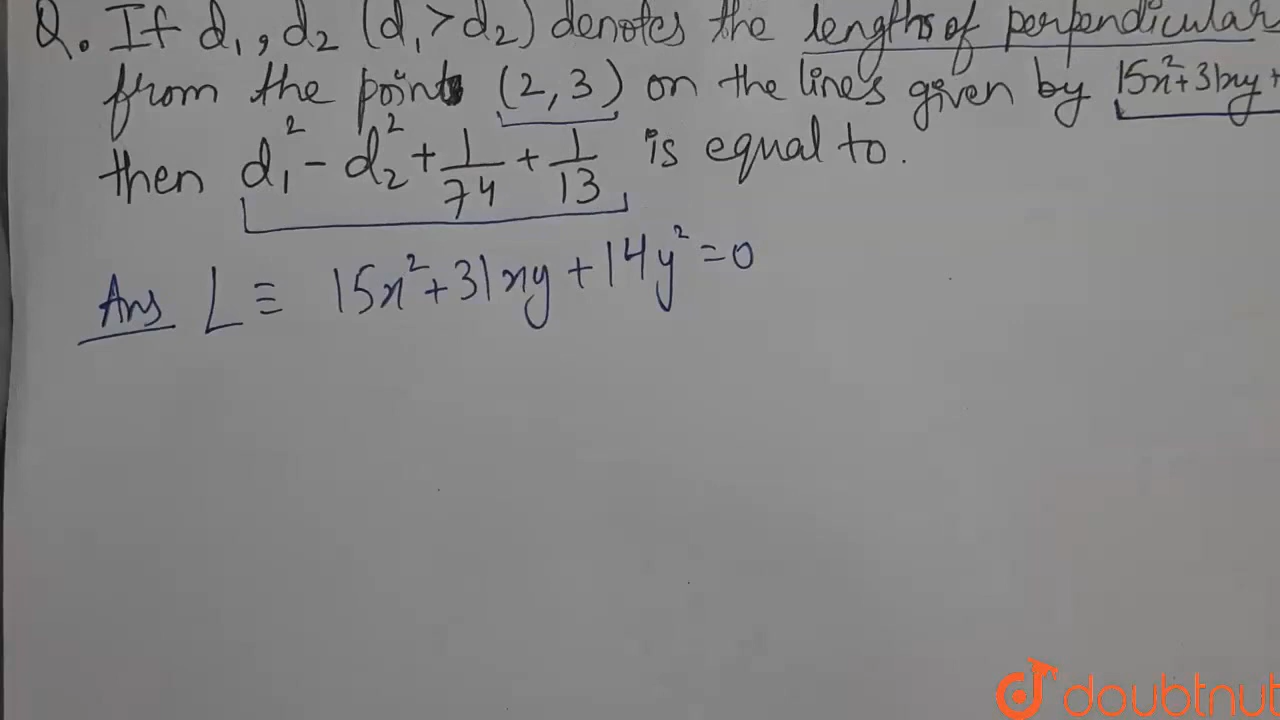 Q. If d₁, d₂ (d₁ > d₂) denotes the lengths of perpendicular
from the point (2, 3) on the lines given by 15x²+31xy+
then d₁² - d₂² + 1/74 + 1/13 is equal to.
Ans L ≡ 15x²+31xy+14y²=0
doubtnut